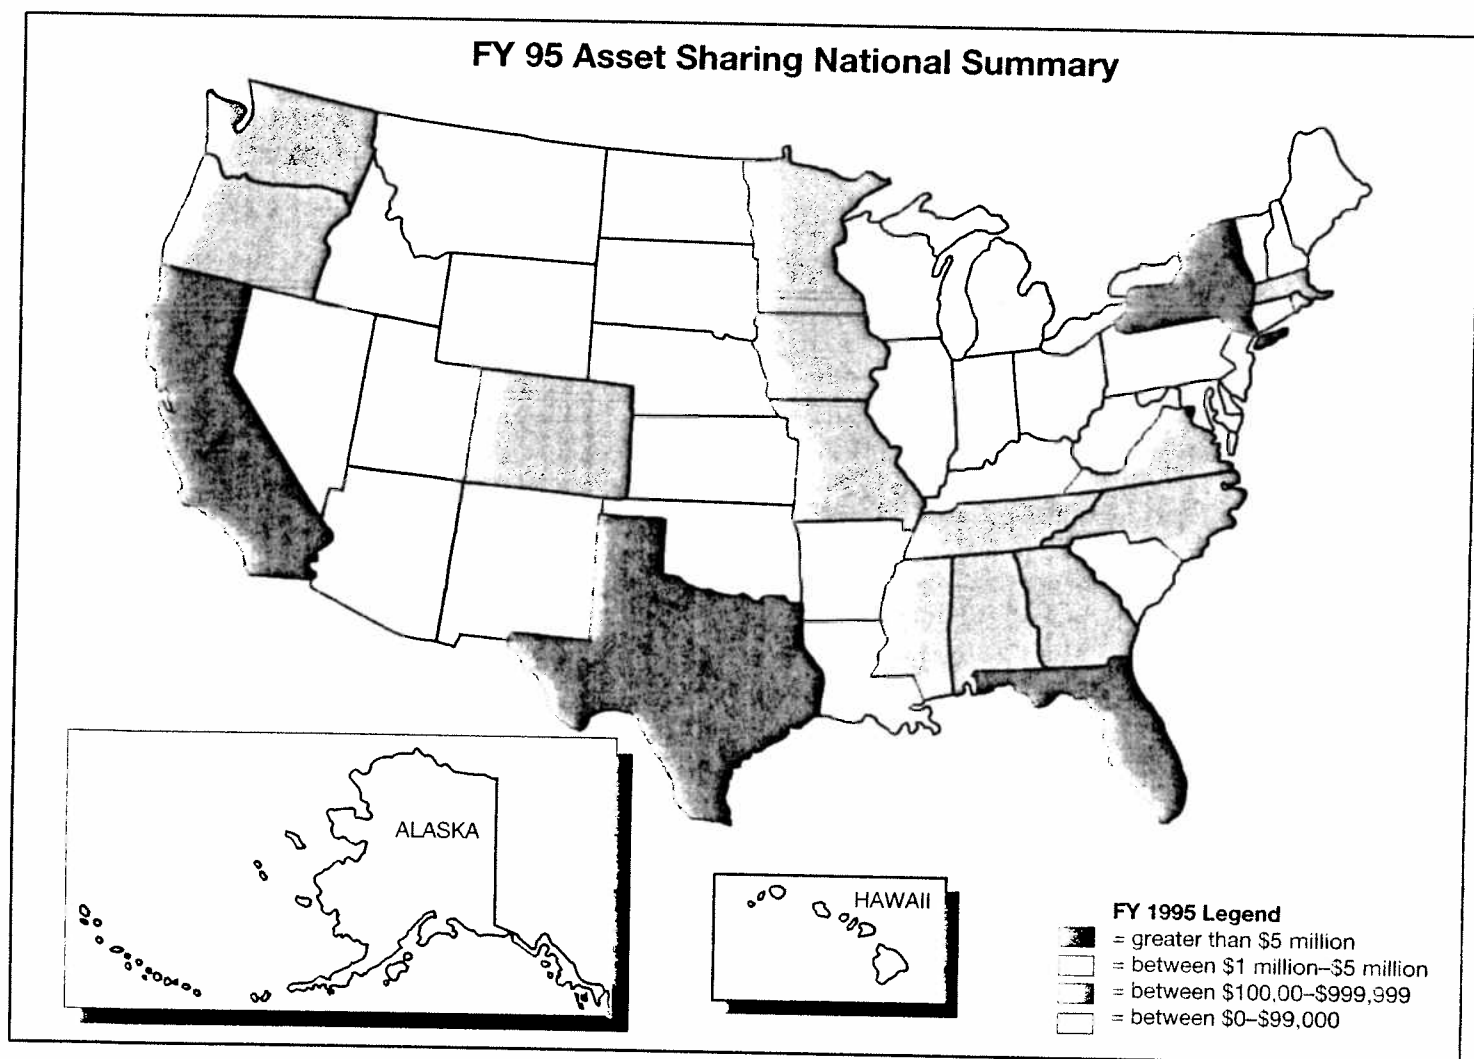 FY 95 Asset Sharing National Summary
ALASKA
HAWAII
FY 1995 Legend
= greater than $5 million
= between $1 million–$5 million
= between $100,00–$999,999
= between $0–$99,000